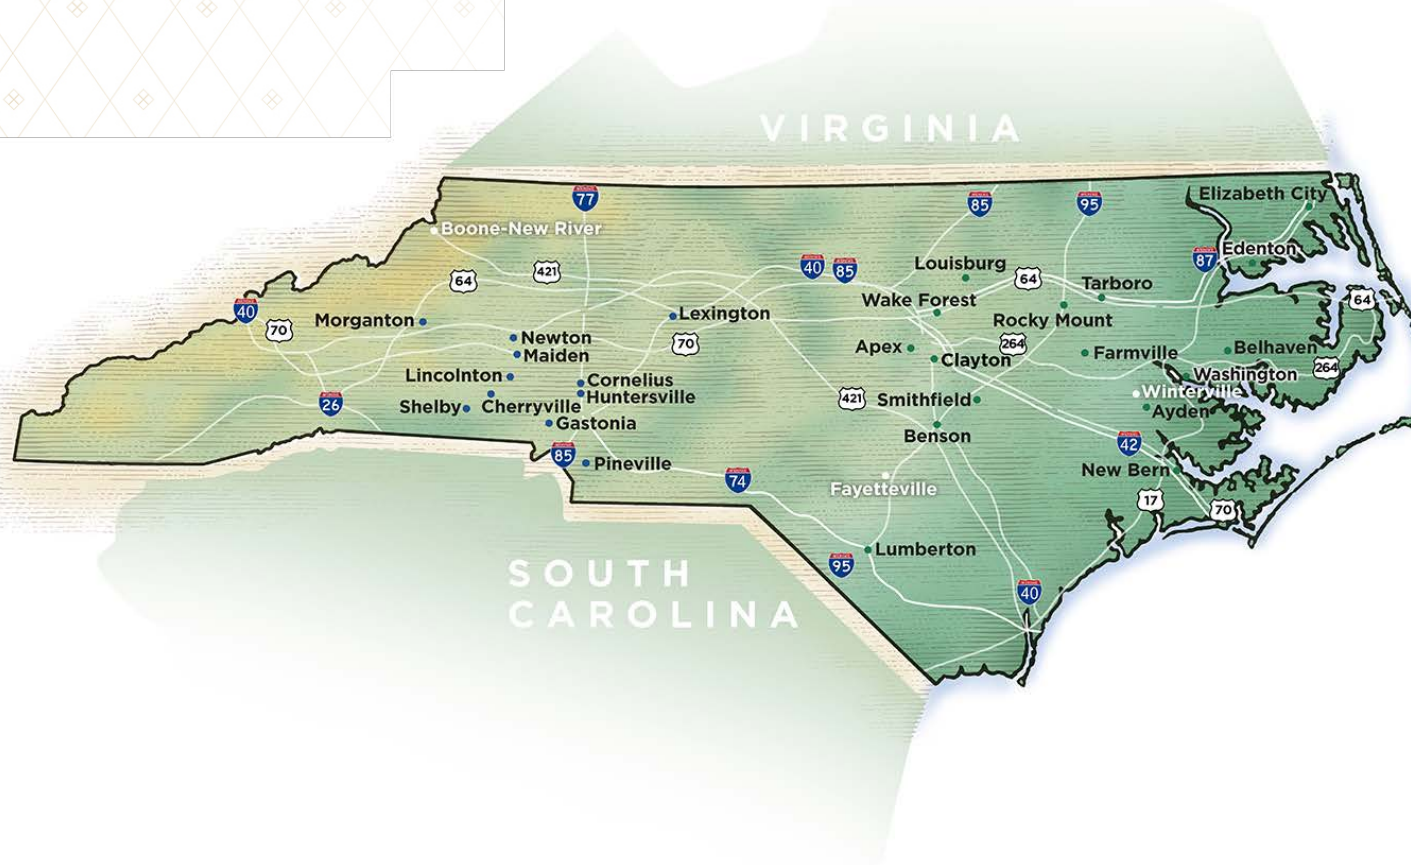 VIRGINIA
77
85
95
Elizabeth City
Boone-New River
Edenton
87
421
40
85
Louisburg
64
64
Tarboro
Wake Forest
64
40
70
Morganton
Lexington
Rocky Mount
Newton
70
264
Maiden
Apex
Clayton
Farmville
Belhaven
264
Lincolnton
Cornelius
Washington
Huntersville
Winterville
26
Shelby
Cherryville
421
Smithfield
Ayden
Gastonia
Benson
42
85
Pineville
New Bern
74
Fayetteville
17
70
Lumberton
95
SOUTH
CAROLINA
40